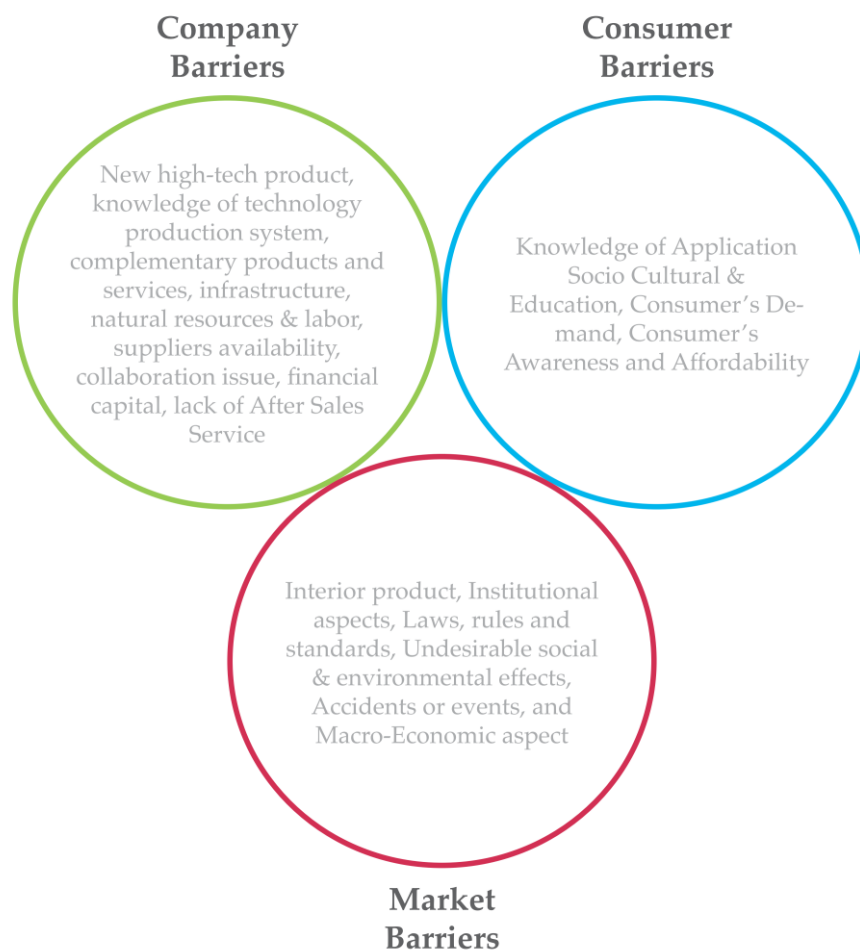 Company
Barriers
New high-tech product,
knowledge of technology
production system,
complementary products and
services, infrastructure,
natural resources & labor,
suppliers availability,
collaboration issue, financial
capital, lack of After Sales
Service
Consumer
Barriers
Knowledge of Application
Socio Cultural &
Education, Consumer’s De-
mand, Consumer’s
Awareness and Affordability
Interior product, Institutional
aspects, Laws, rules and
standards, Undesirable social
& environmental effects,
Accidents or events, and
Macro-Economic aspect
Market
Barriers